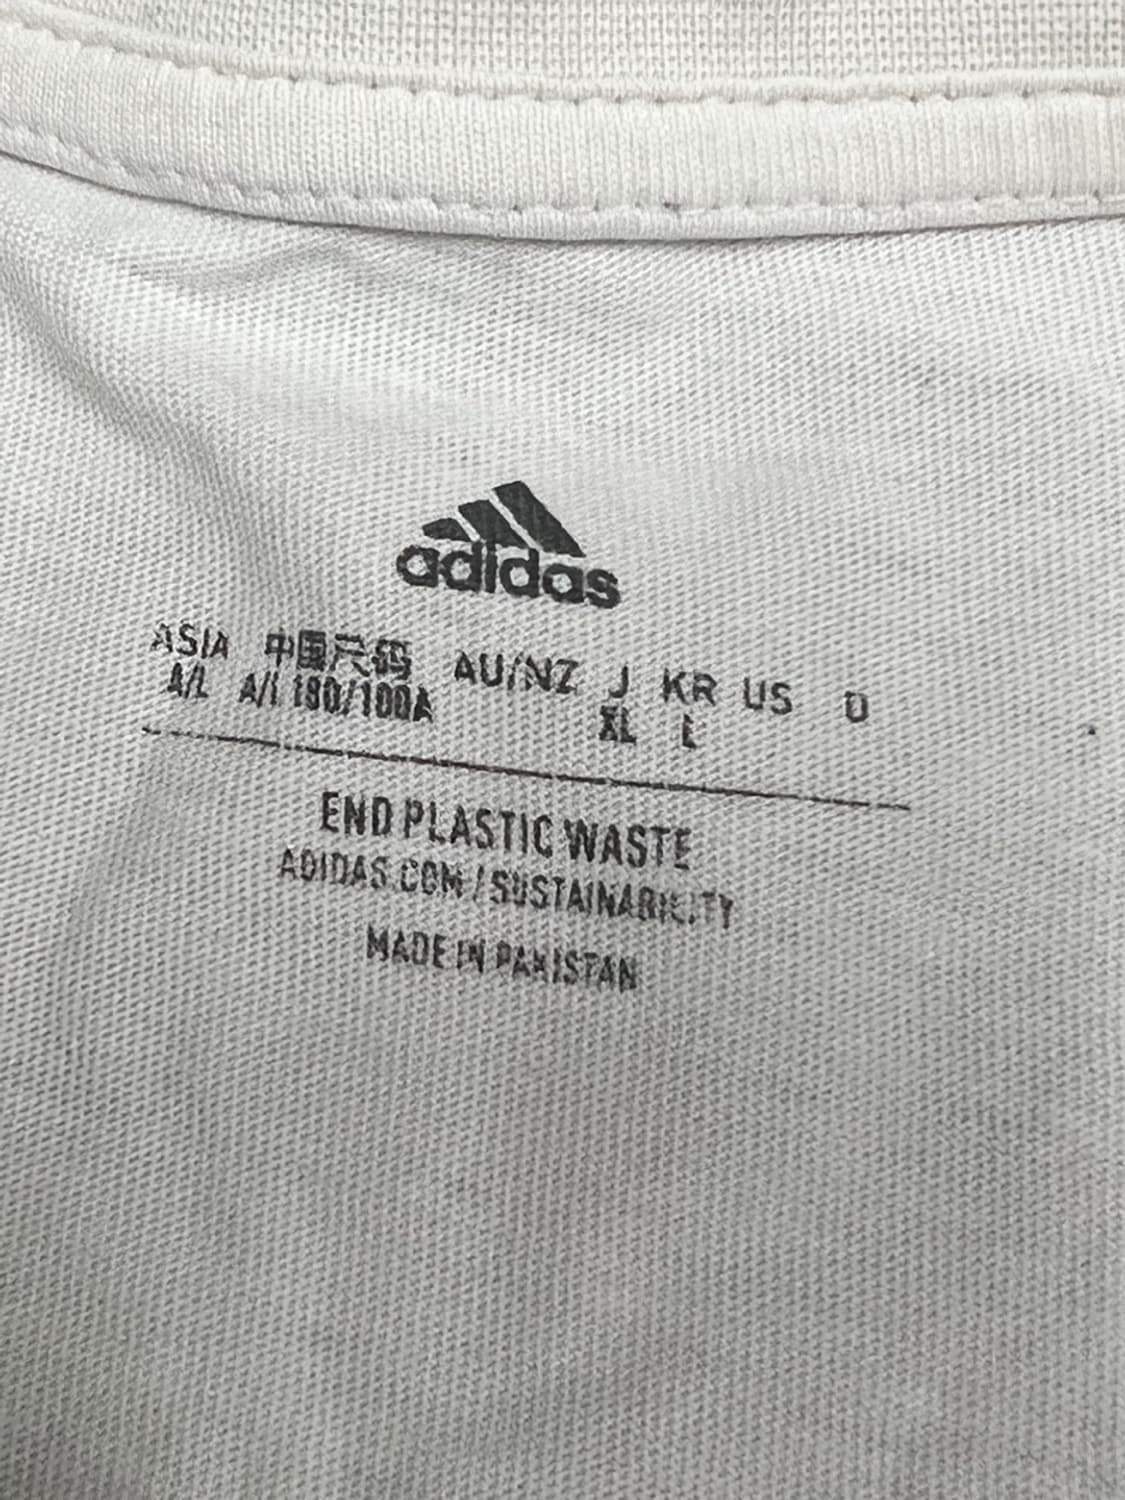 adidas
ASIA 中国尺码 AU/NZ J KR US D
A/L A/L 180/100A XL L
END PLASTIC WASTE
ADIDAS.COM/SUSTAINABILITY
MADE IN PAKISTAN